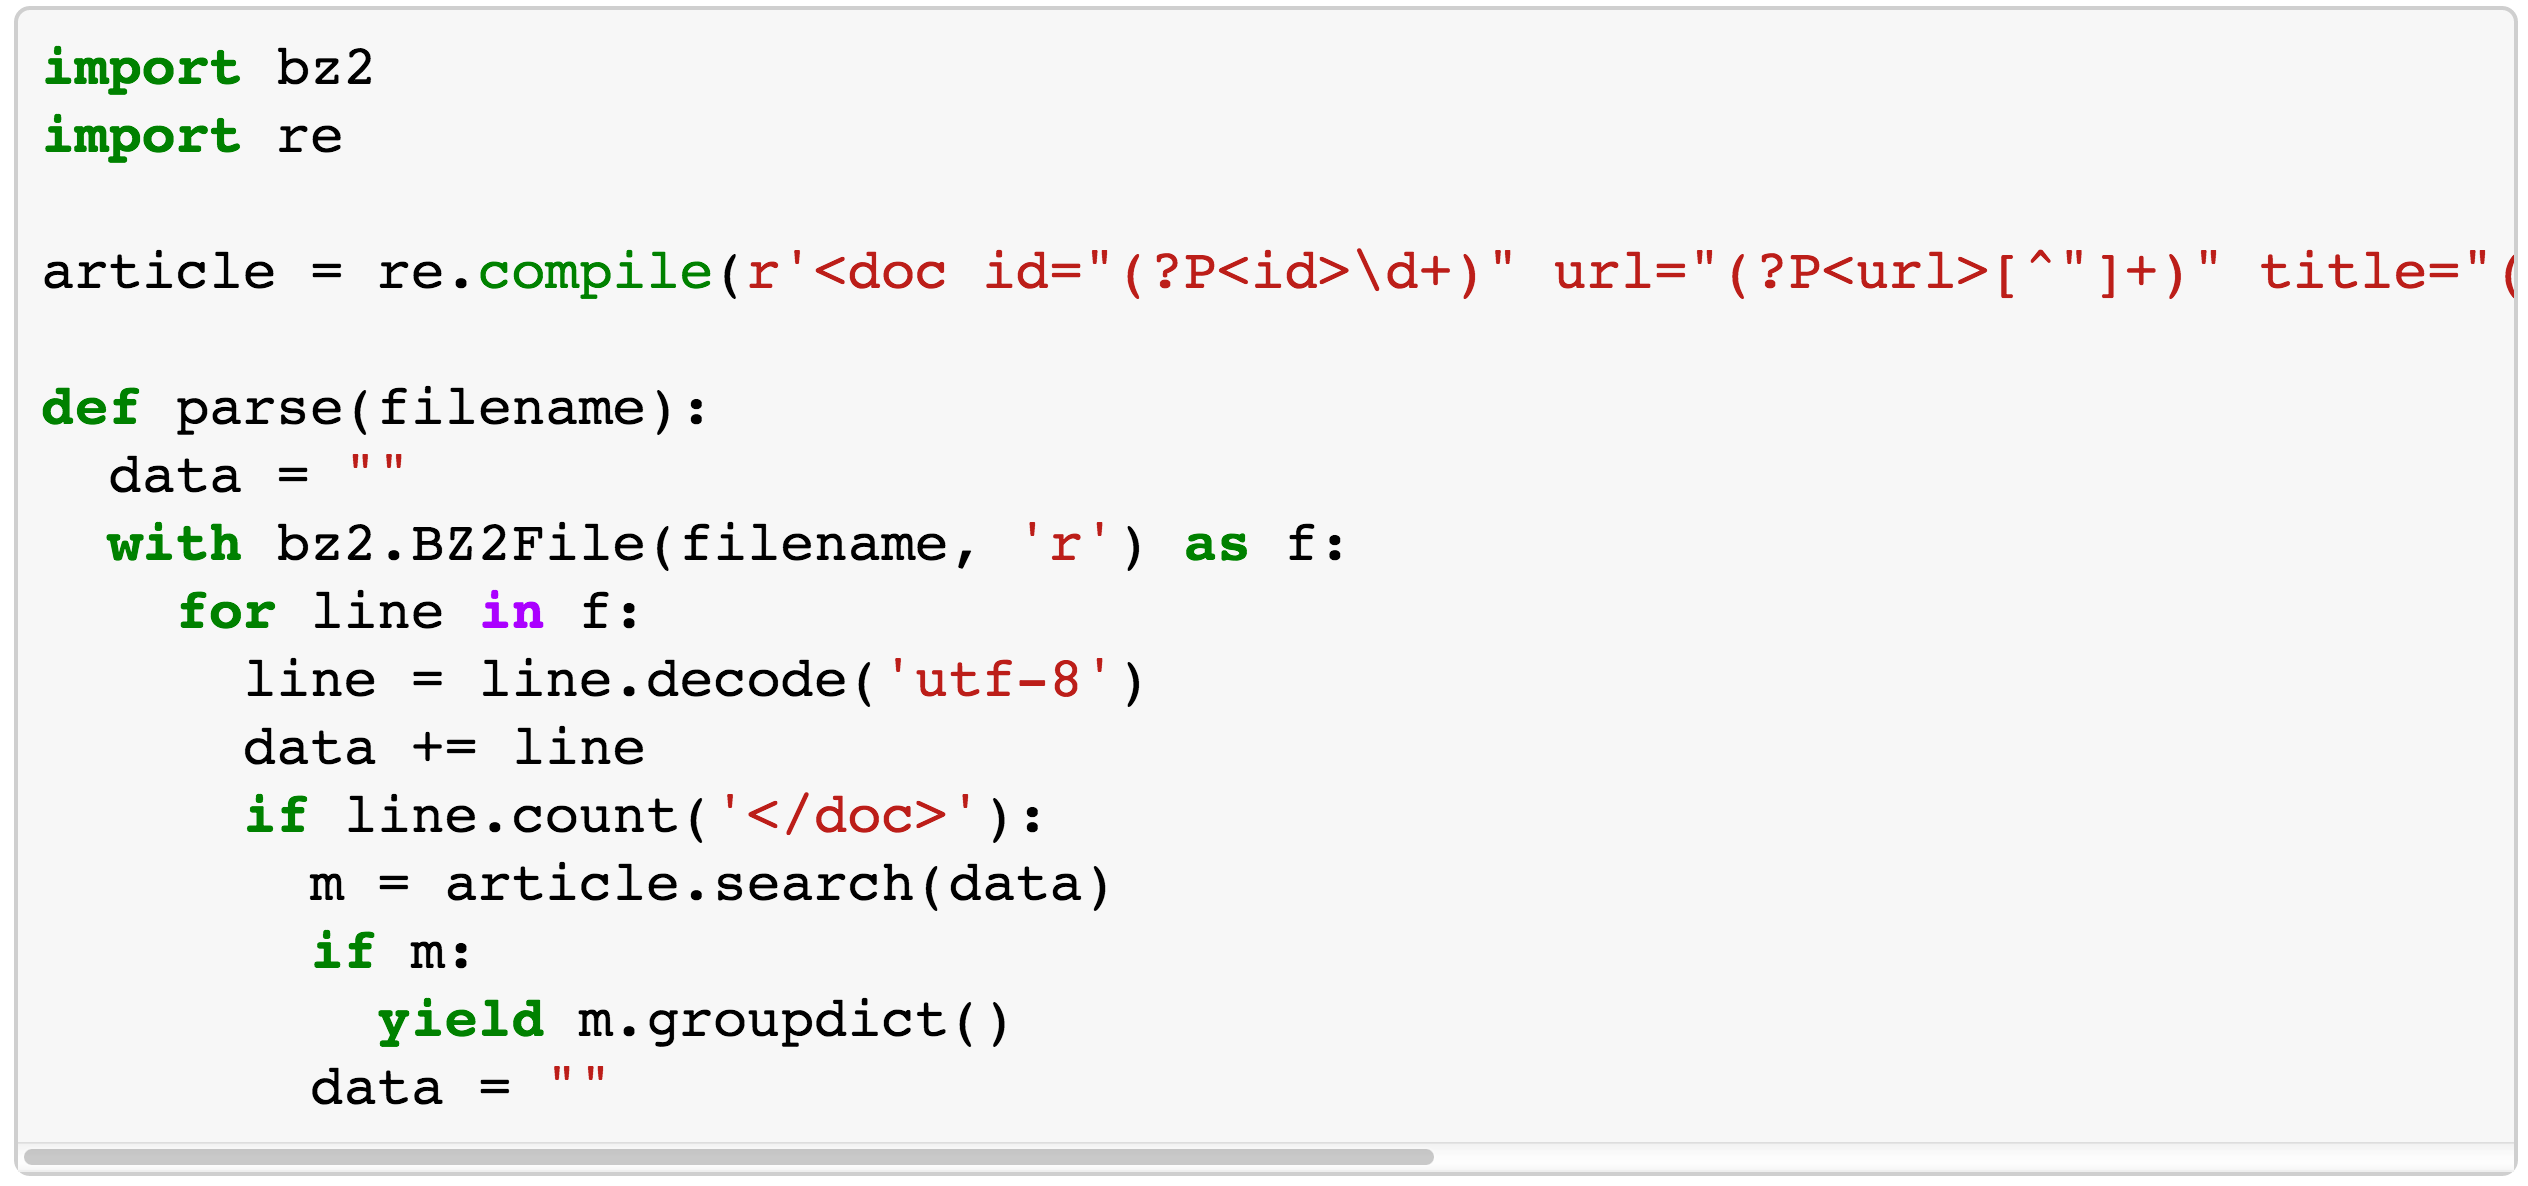 import bz2
import re

article = re.compile(r'<doc id="(?P<id>\d+)" url="(?P<url>[^"]+)" title="(

def parse(filename):
  data = ""
  with bz2.BZ2File(filename, 'r') as f:
    for line in f:
      line = line.decode('utf-8')
      data += line
      if line.count('</doc>'):
        m = article.search(data)
        if m:
          yield m.groupdict()
        data = ""